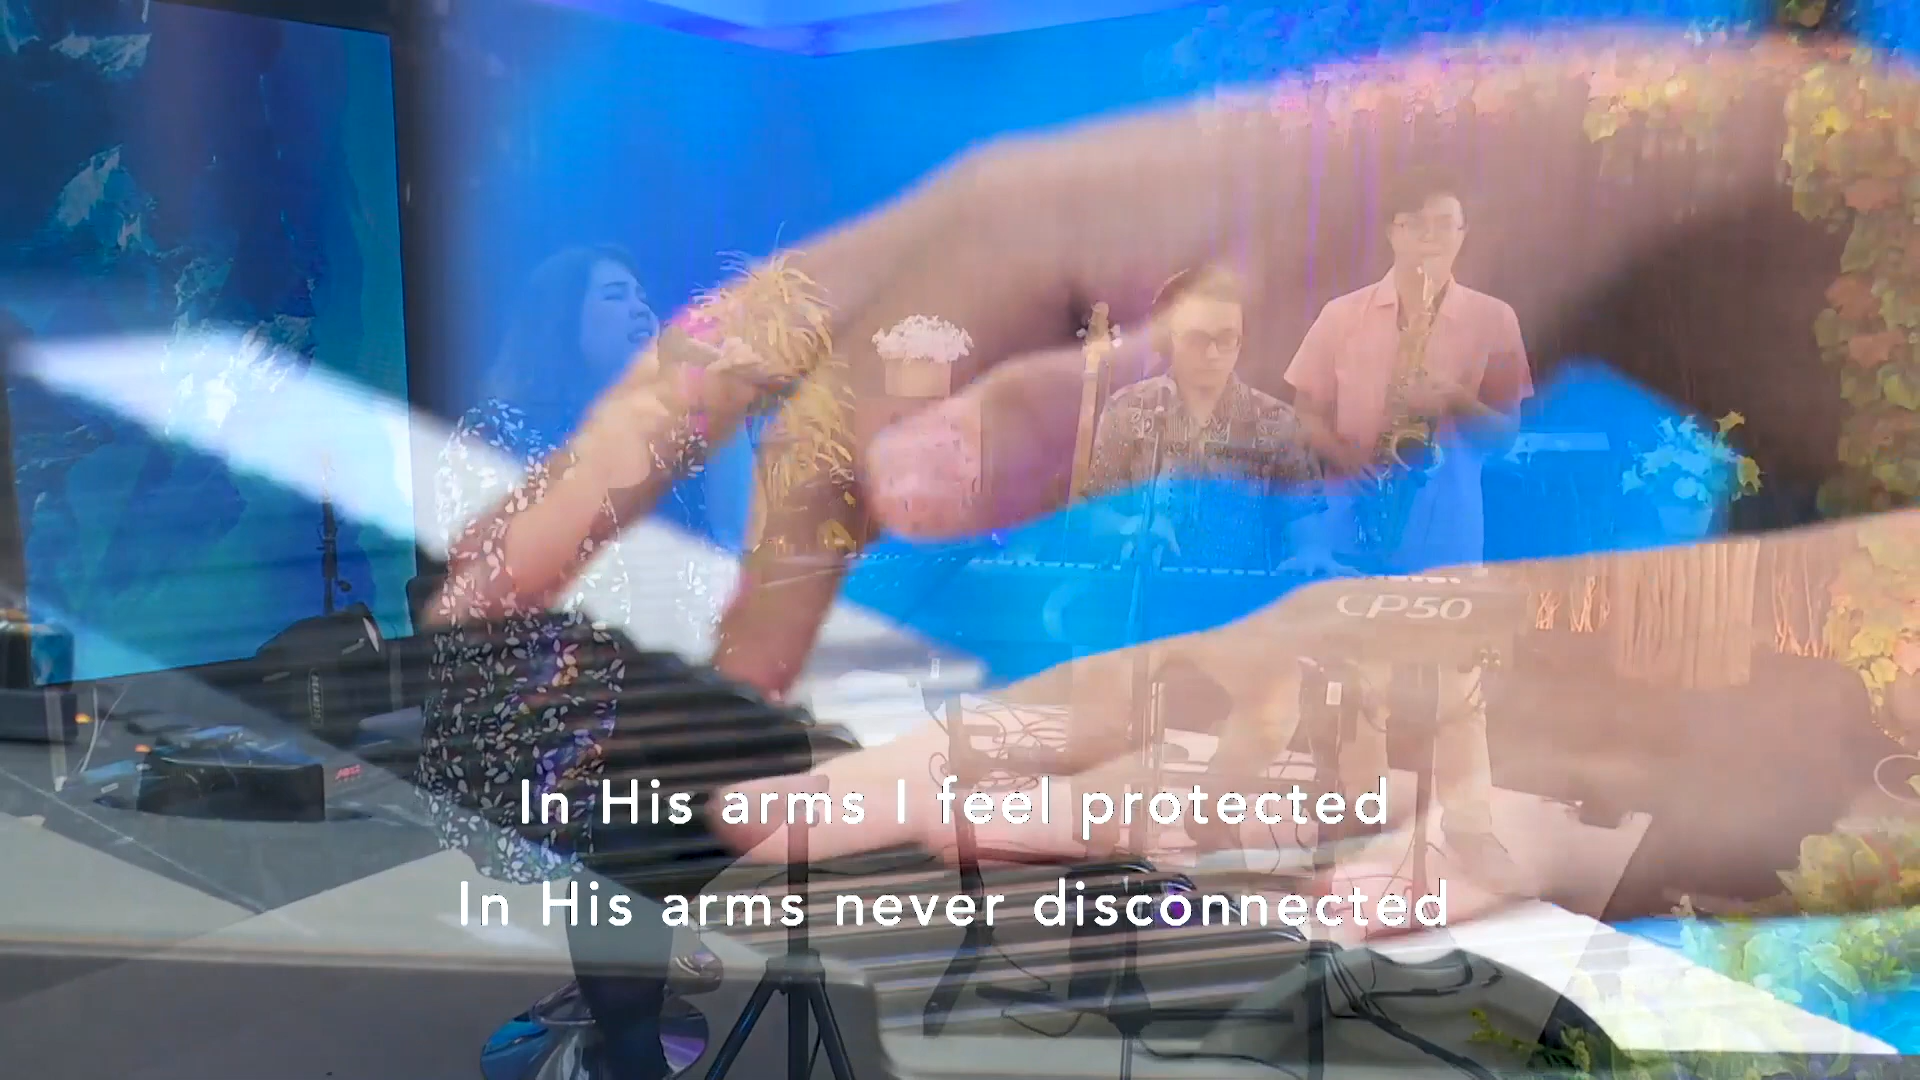 CP50
In His arms I feel protected
In His arms never disconnected